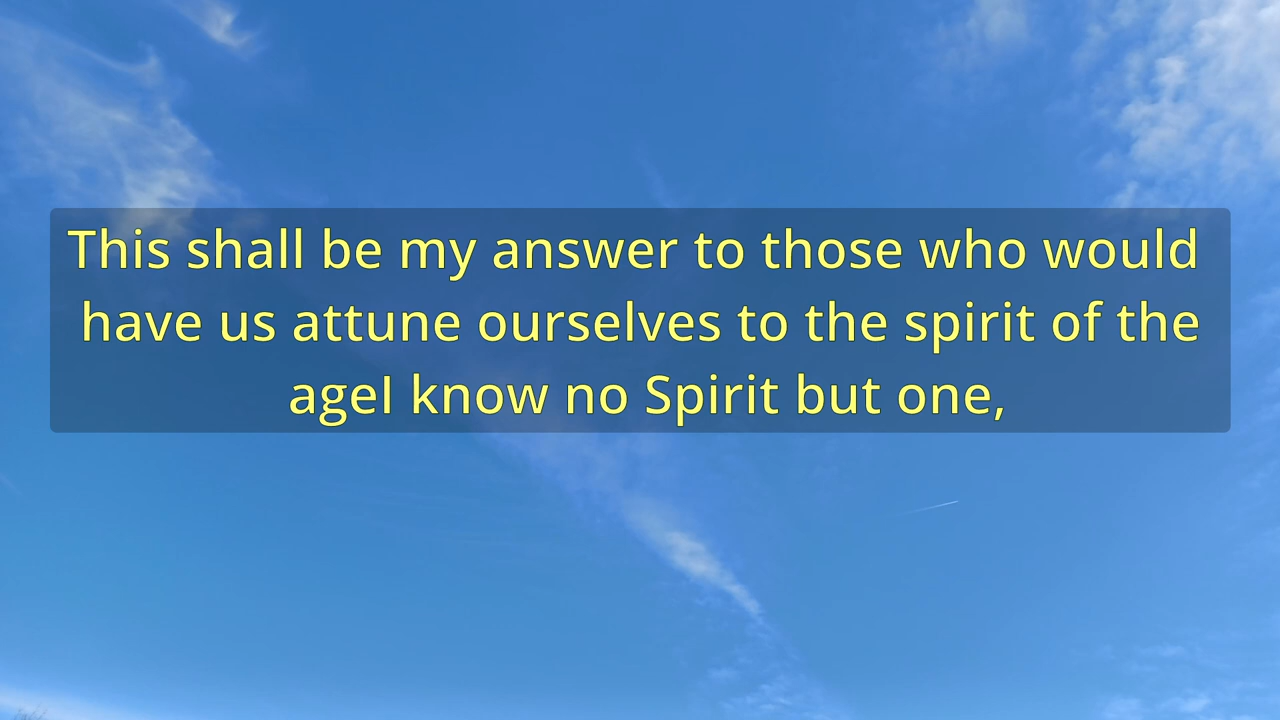 This shall be my answer to those who would
have us attune ourselves to the spirit of the
ageI know no Spirit but one,